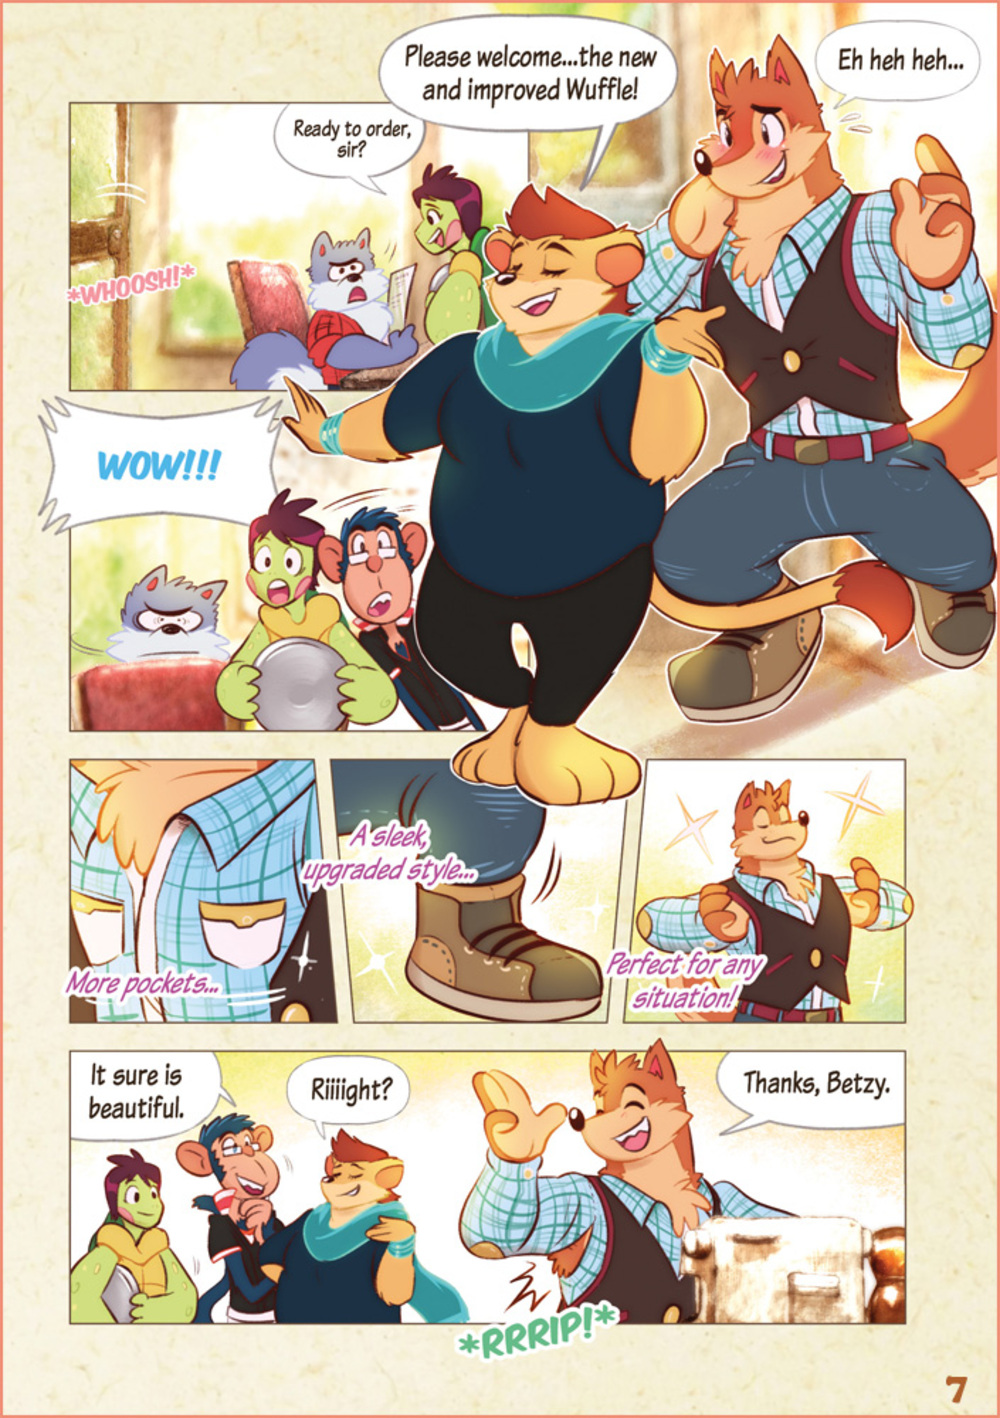 Please welcome...the new
and improved Wuffle!
Eh heh heh...
Ready to order,
sir?
*WHOOSH!*
WOW!!!
More pockets...
A sleek,
upgraded style...
Perfect for any
situation!
It sure is
beautiful.
Riiiight?
Thanks, Betzy.
*RRRIP!*
7